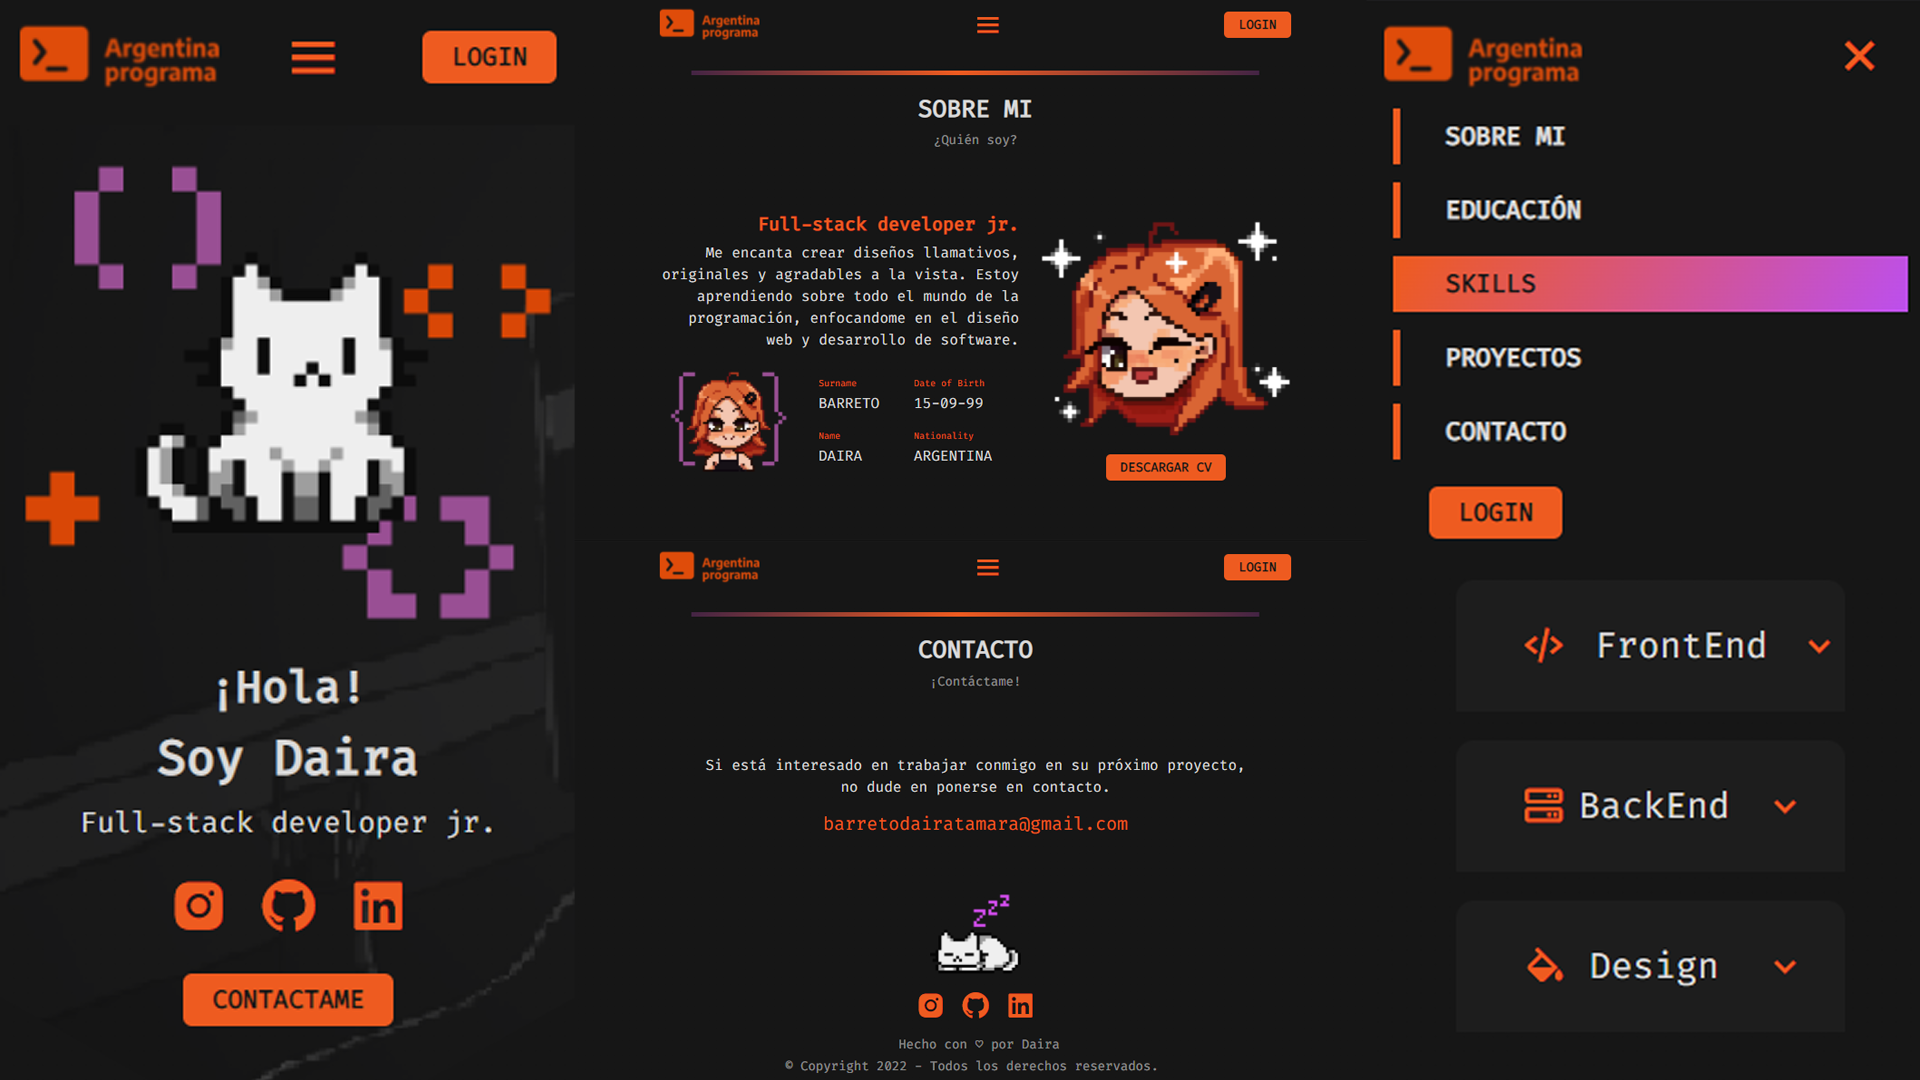 Argentina
programa
LOGIN
¡Hola!
Soy Daira
Full-stack developer jr.
CONTACTAME
Argentina
programa
LOGIN
SOBRE MI
¿Quién soy?
Full-stack developer jr.
Me encanta crear diseños llamativos,
originales y agradables a la vista. Estoy
aprendiendo sobre todo el mundo de la
programación, enfocandome en el diseño
web y desarrollo de software.
Surname
BARRETO
Date of Birth
15-09-99
Name
DAIRA
Nationality
ARGENTINA
DESCARGAR CV
Argentina
programa
LOGIN
CONTACTO
¡Contáctame!
Si está interesado en trabajar conmigo en su próximo proyecto,
no dude en ponerse en contacto.
barretodairatamara@gmail.com
zzz
Hecho con ♡ por Daira
© Copyright 2022 - Todos los derechos reservados.
Argentina
programa
SOBRE MI
EDUCACIÓN
SKILLS
PROYECTOS
CONTACTO
LOGIN
FrontEnd
BackEnd
Design